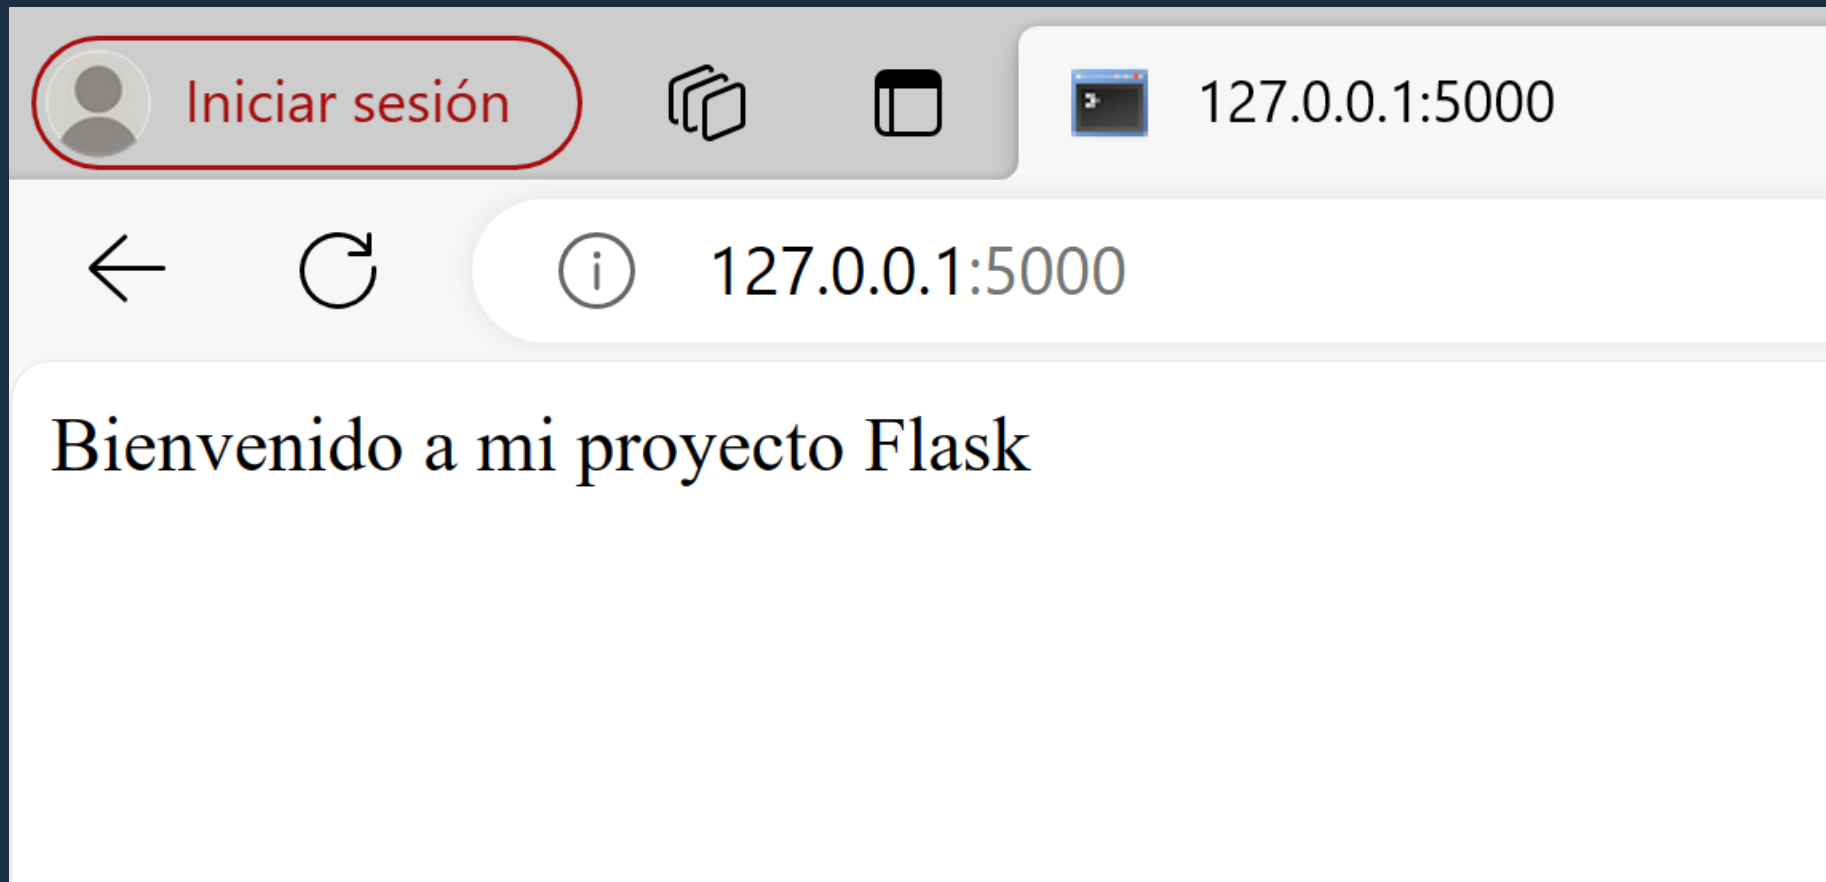 Iniciar sesión
127.0.0.1:5000
127.0.0.1:5000
Bienvenido a mi proyecto Flask